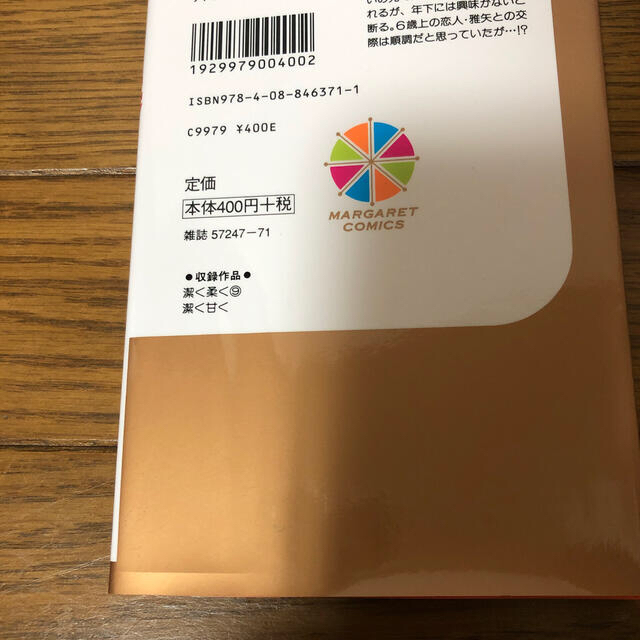 れるが、年下には興味がないと
断る。6歳上の恋人・雅矢との交
際は順調だと思っていたが…!?
1929979004002
ISBN978-4-08-846371-1
C9979 ¥400E
定価
本体400円+税
雑誌 57247-71
MARGARET
COMICS
●収録作品●
潔く柔く⑨
潔く甘く